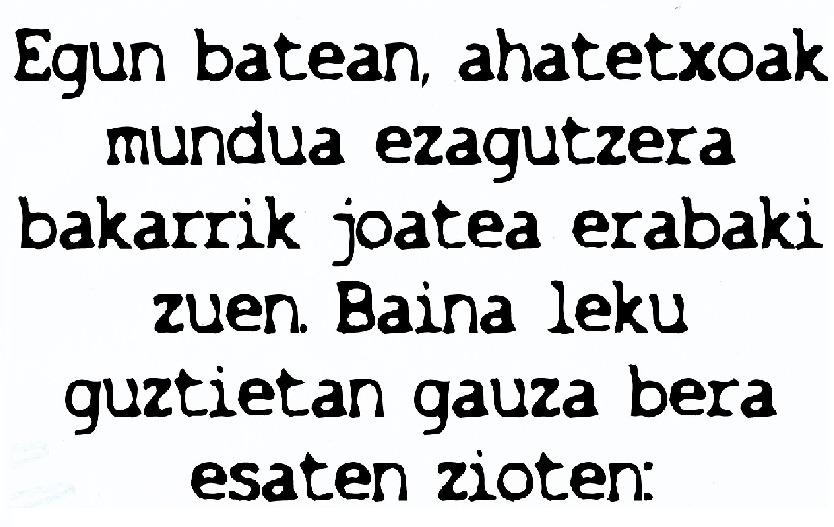 Egun batean, ahatetxoak
mundua ezagutzera
bakarrik joatea erabaki
zuen. Baina leku
guztietan gauza bera
esaten zioten: